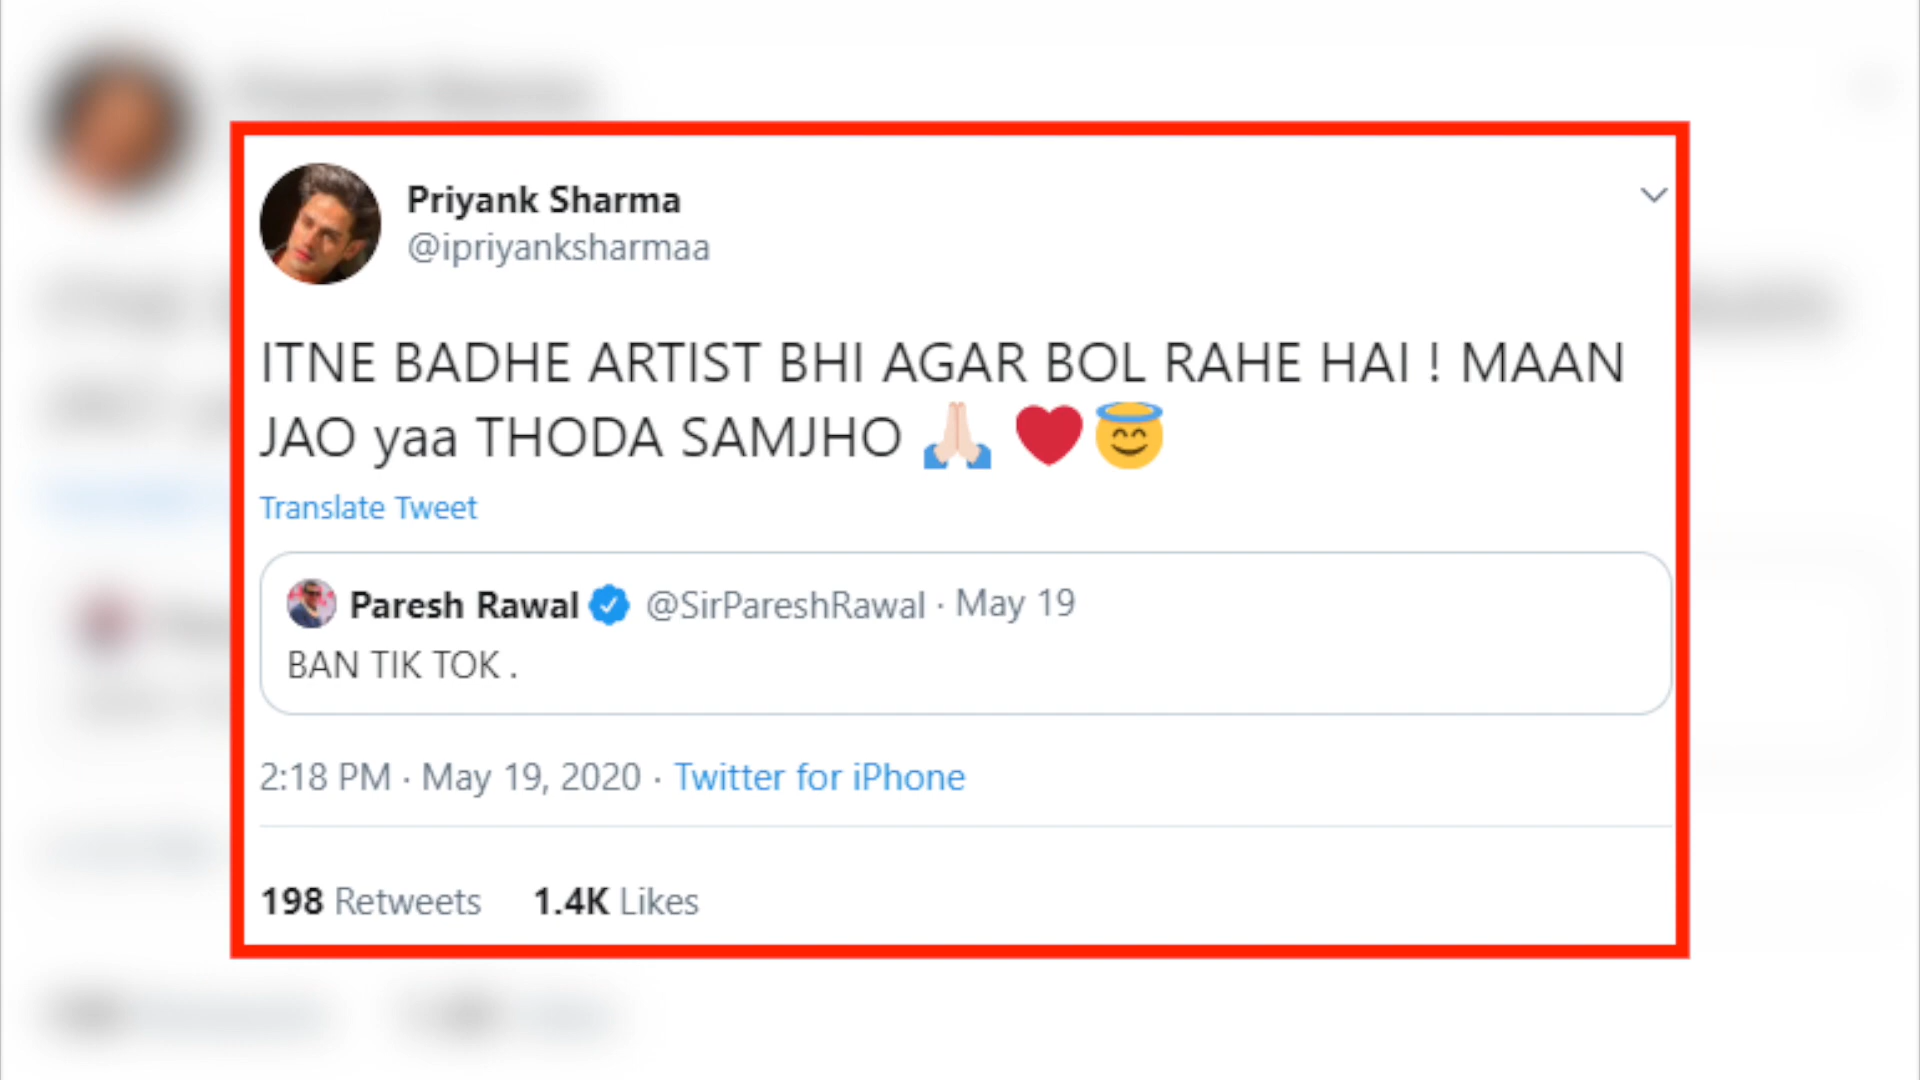 Priyank Sharma
@ipriyanksharmaa
ITNE BADHE ARTIST BHI AGAR BOL RAHE HAI ! MAAN
JAO yaa THODA SAMJHO 🙏🏻 ❤️😇
Translate Tweet
Paresh Rawal @SirPareshRawal · May 19
BAN TIK TOK .
2:18 PM · May 19, 2020 · Twitter for iPhone
198 Retweets 1.4K Likes